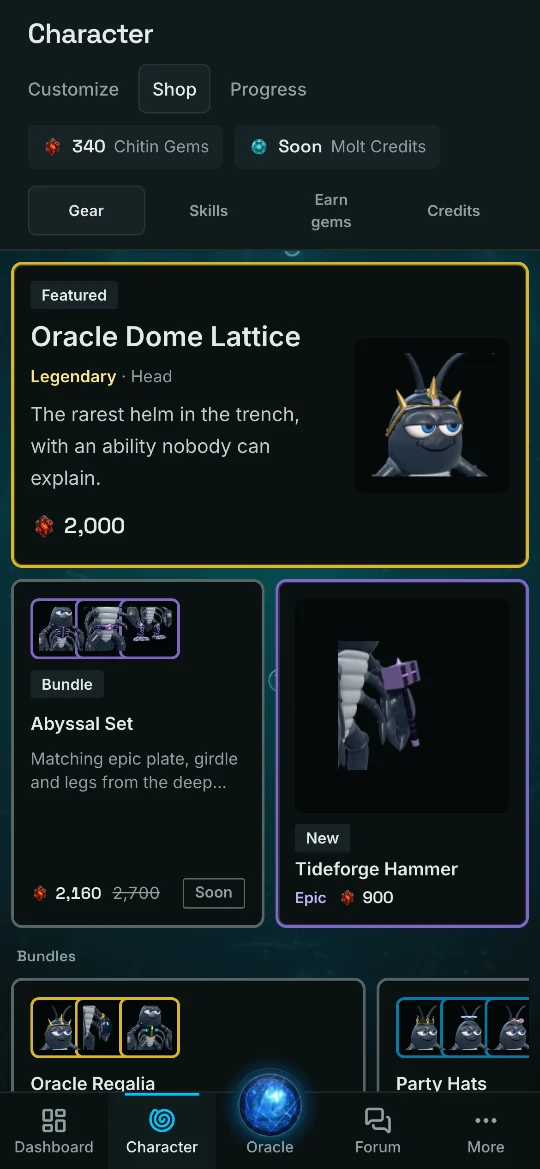 Character
Customize
Shop
Progress
340 Chitin Gems
Soon Molt Credits
Gear
Skills
Earn
gems
Credits
Featured
Oracle Dome Lattice
Legendary · Head
The rarest helm in the trench,
with an ability nobody can
explain.
2,000
Bundle
Abyssal Set
Matching epic plate, girdle
and legs from the deep...
2,160 2,700
Soon
New
Tideforge Hammer
Epic 900
Bundles
Oracle Regalia
Party Hats
Dashboard
Character
Oracle
Forum
More